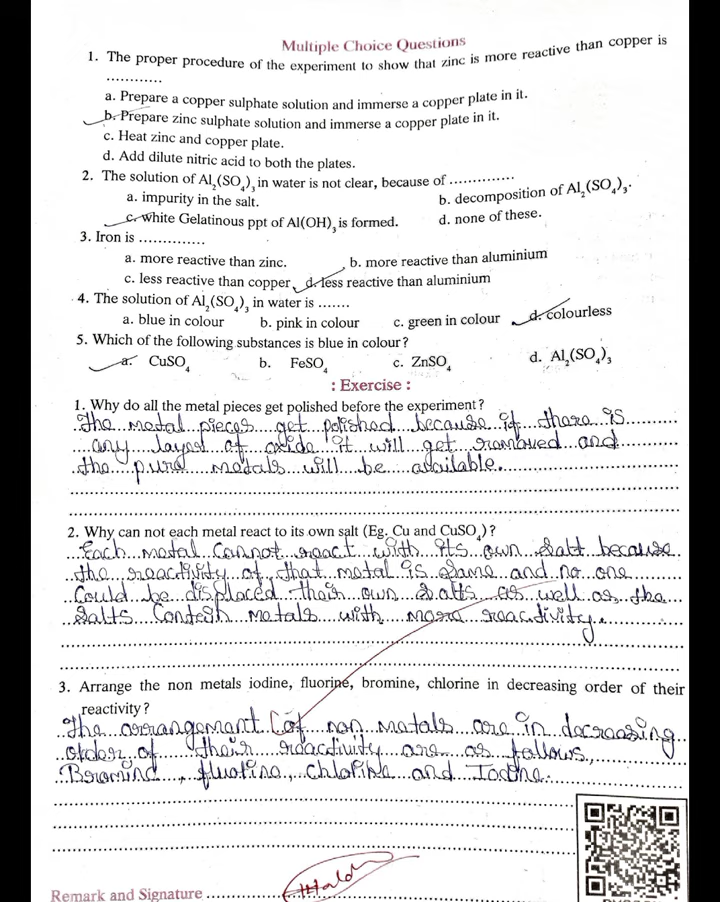 Multiple Choice Questions
1. The proper procedure of the experiment to show that zinc is more reactive than copper is
............
a. Prepare a copper sulphate solution and immerse a copper plate in it.
b. Prepare zinc sulphate solution and immerse a copper plate in it.
c. Heat zinc and copper plate.
d. Add dilute nitric acid to both the plates.
2. The solution of Al₂(SO₄)₃ in water is not clear, because of ..............
a. impurity in the salt. b. decomposition of Al₂(SO₄)₃.
c. white Gelatinous ppt of Al(OH)₃ is formed. d. none of these.
3. Iron is ..............
a. more reactive than zinc. b. more reactive than aluminium
c. less reactive than copper d. less reactive than aluminium
4. The solution of Al₂(SO₄)₃ in water is .......
a. blue in colour b. pink in colour c. green in colour d. colourless
5. Which of the following substances is blue in colour?
a. CuSO₄ b. FeSO₄ c. ZnSO₄ d. Al₂(SO₄)₃
: Exercise :
1. Why do all the metal pieces get polished before the experiment?
The metal pieces get polished because if there is
any layed of oxide it will get removed and
the pure metals will be available.
2. Why can not each metal react to its own salt (Eg. Cu and CuSO₄)?
Each metal cannot react with its own salt because
the reactivity of that metal is same and no one
could be displaced their own salts as well as the
salts contain metals with more reactivity.
3. Arrange the non metals iodine, fluorine, bromine, chlorine in decreasing order of their
reactivity?
The arrangement of non metals are in decreasing
order of their reactivity are as follows,
Bromine, fluorine, chlorine and Iodine.
Remark and Signature